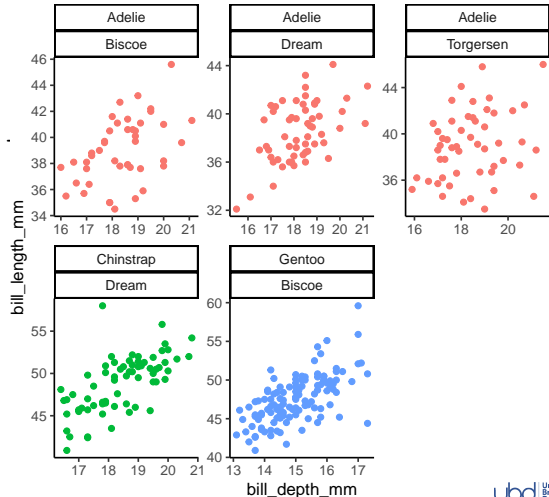 Adelie Adelie Adelie
Biscoe Dream Torgersen
46
44
42
40
38
36
34
16 17 18 19 20 21
44
40
36
32
16 17 18 19 20 21
44
40
36
16 18 20
bill_length_mm
Chinstrap Gentoo
Dream Biscoe
55
50
45
17 18 19 20 21
60
55
50
45
40
13 14 15 16 17
bill_depth_mm
ubd